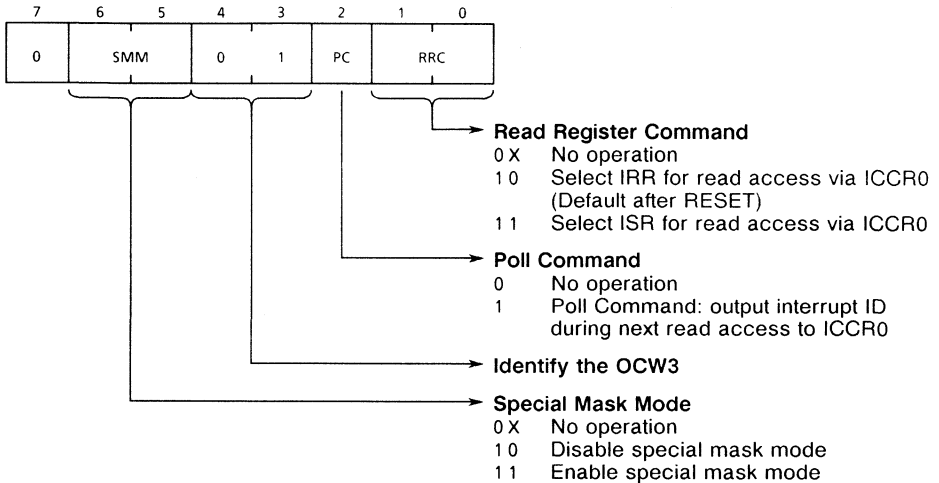 7 6 5 4 3 2 1 0
0 SMM 0 1 PC RRC
Read Register Command
0 X No operation
1 0 Select IRR for read access via ICCR0
(Default after RESET)
1 1 Select ISR for read access via ICCR0
Poll Command
0 No operation
1 Poll Command: output interrupt ID
during next read access to ICCR0
Identify the OCW3
Special Mask Mode
0 X No operation
1 0 Disable special mask mode
1 1 Enable special mask mode